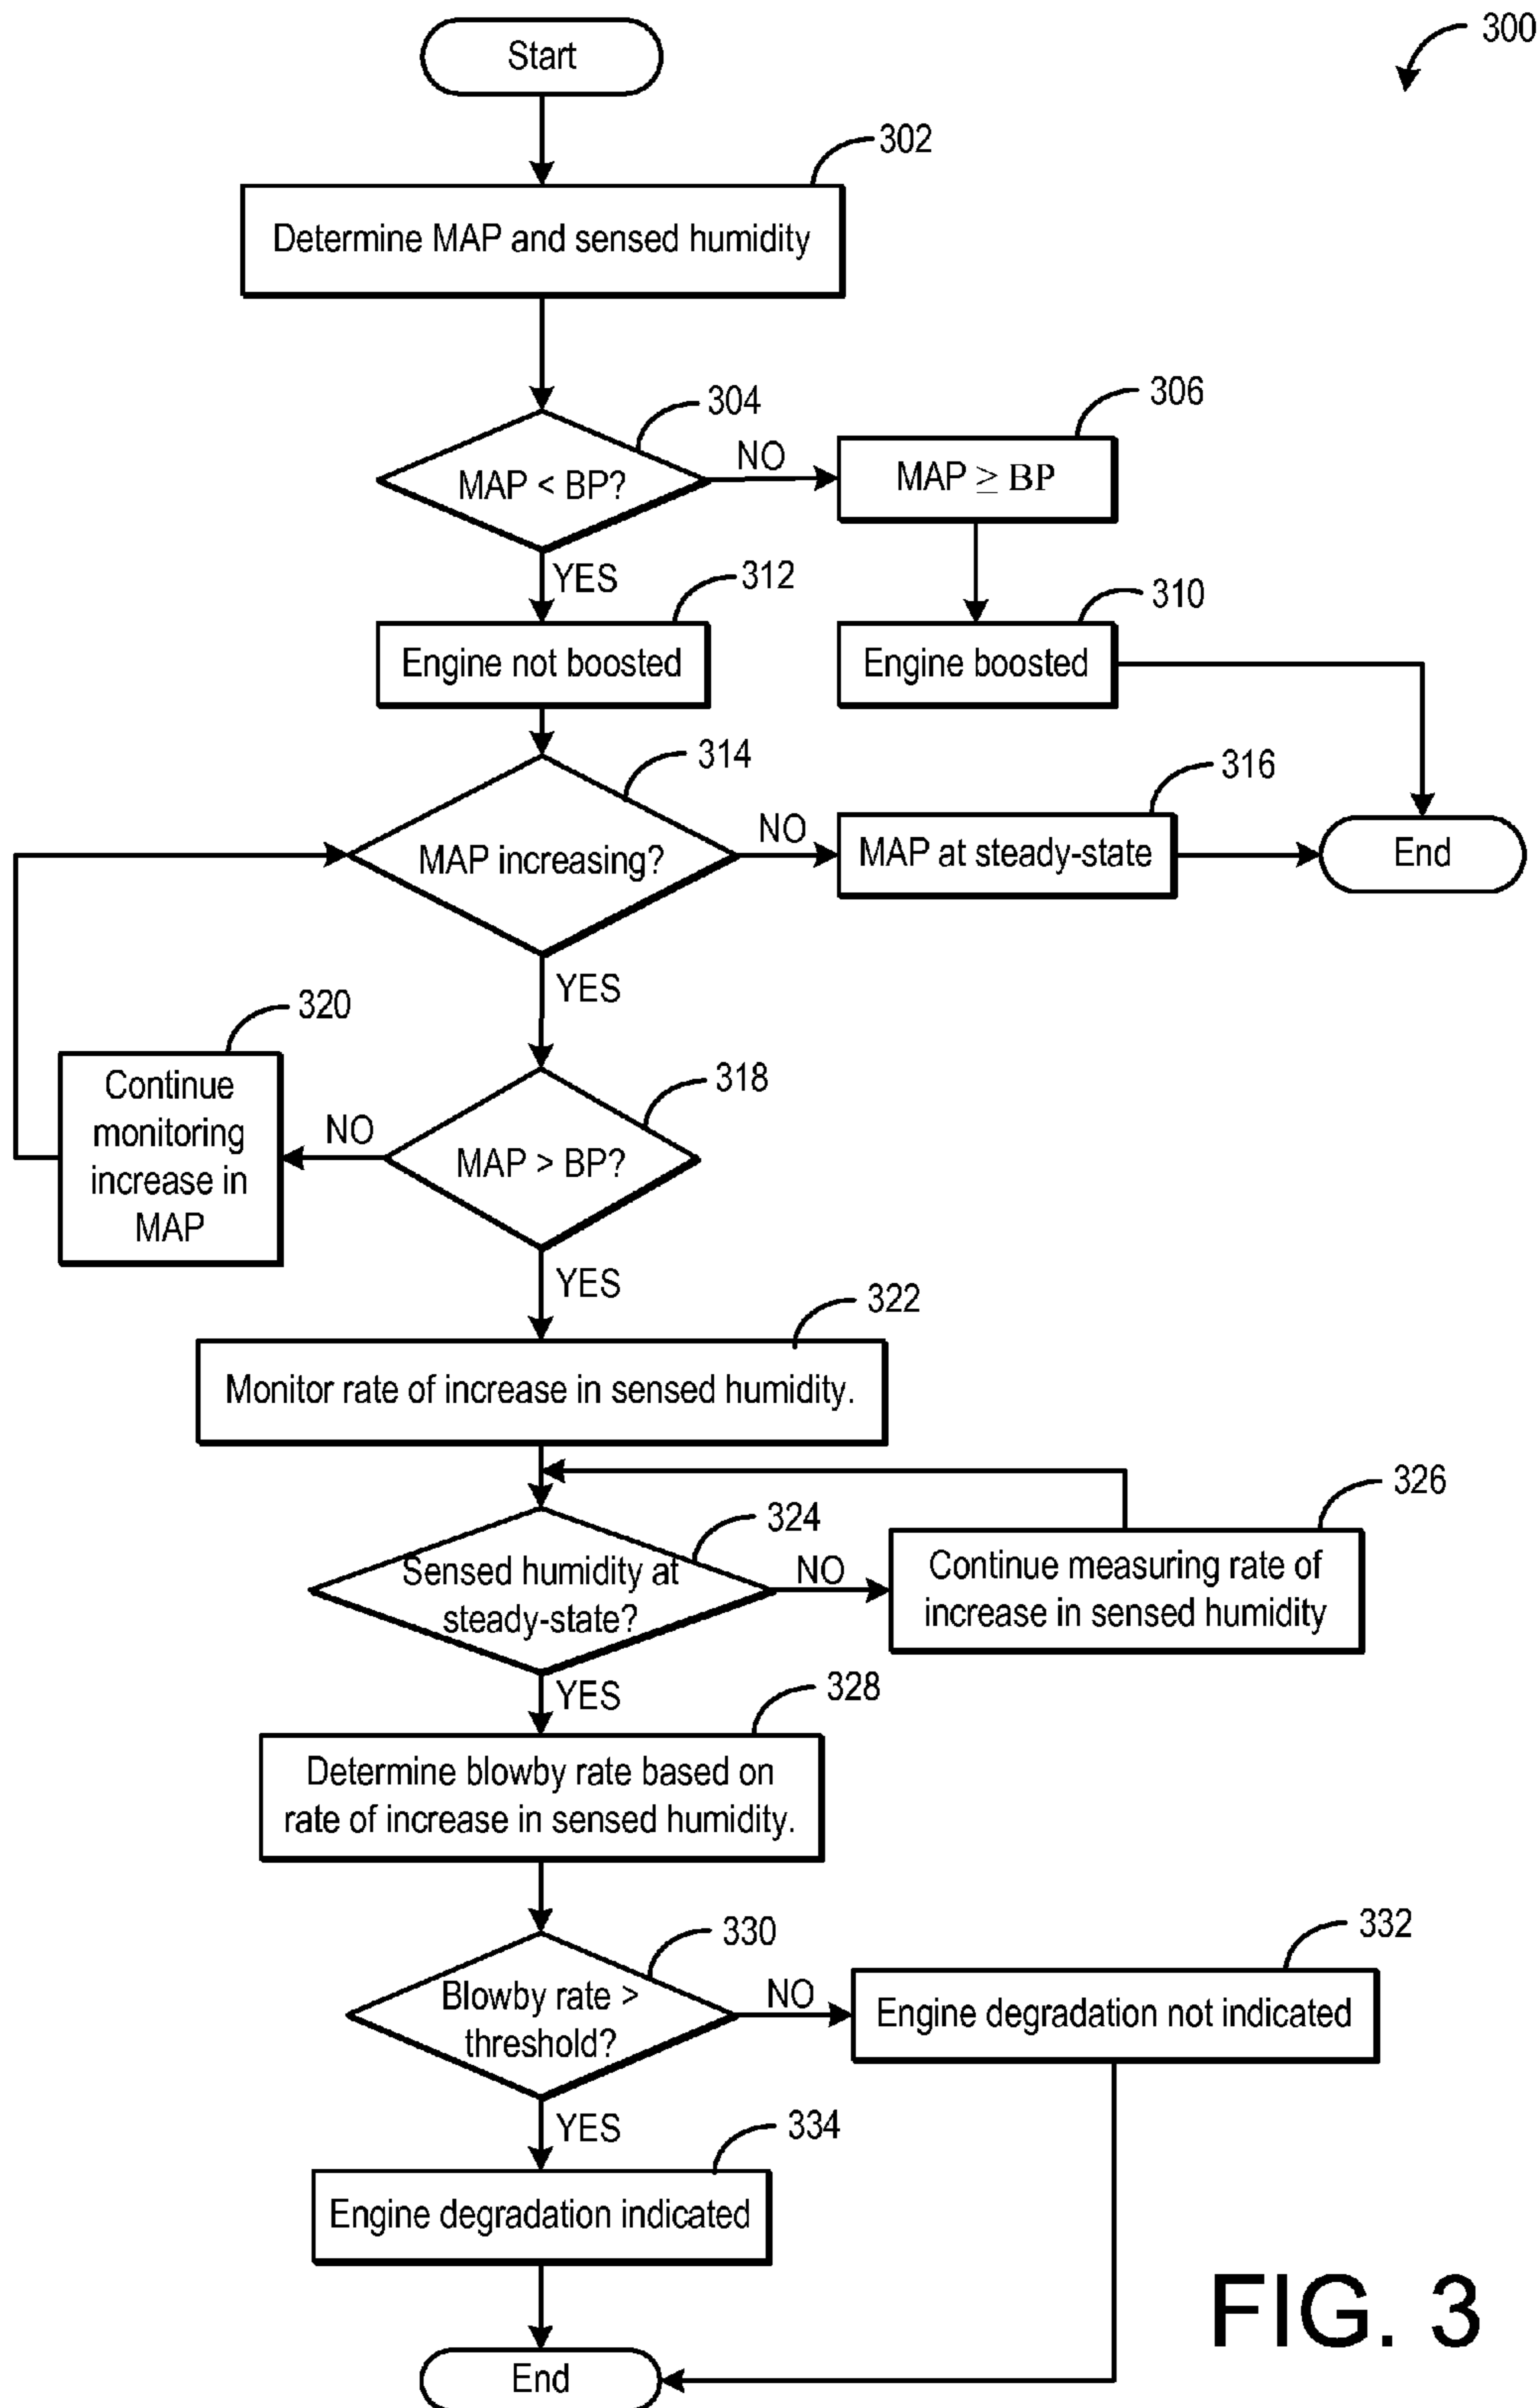 300
Start
302
Determine MAP and sensed humidity
304
MAP < BP?
NO
306
MAP ≥ BP
YES
312
Engine not boosted
310
Engine boosted
314
MAP increasing?
NO
316
MAP at steady-state
End
YES
320
Continue
monitoring
increase in
MAP
NO
318
MAP > BP?
YES
322
Monitor rate of increase in sensed humidity.
324
Sensed humidity at
steady-state?
NO
326
Continue measuring rate of
increase in sensed humidity
YES
328
Determine blowby rate based on
rate of increase in sensed humidity.
330
Blowby rate >
threshold?
NO
332
Engine degradation not indicated
YES
334
Engine degradation indicated
End
FIG. 3